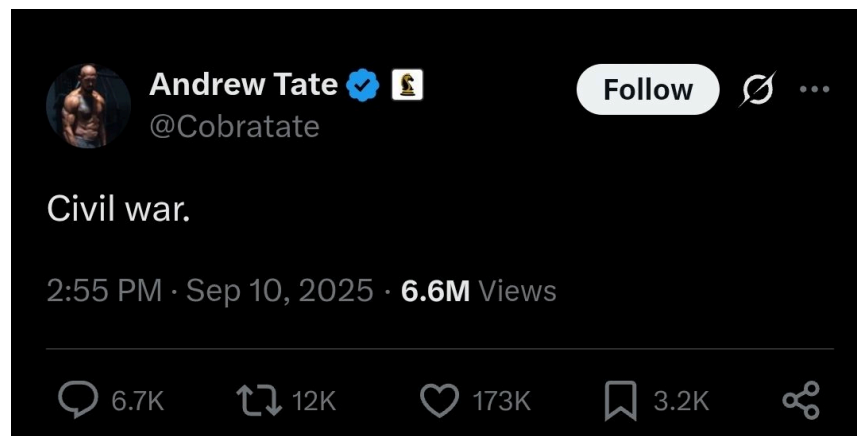 Andrew Tate
Follow
@Cobratate
Civil war.
2:55 PM · Sep 10, 2025 · 6.6M Views
6.7K 12K 173K 3.2K